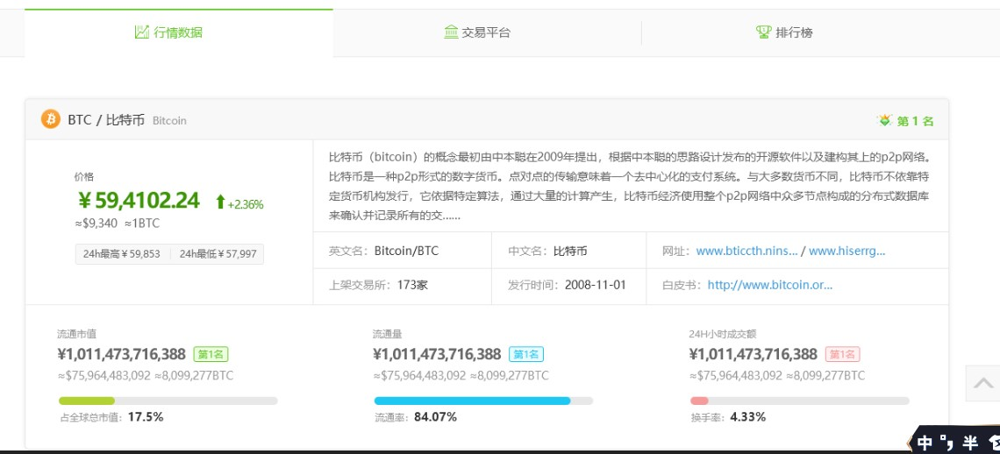 行情数据
交易平台
排行榜
BTC / 比特币 Bitcoin
第 1 名
价格
￥59,4102.24 +2.36%
≈$9,340 ≈1BTC
24h最高￥59,853 24h最低￥57,997
比特币（bitcoin）的概念最初由中本聪在2009年提出，根据中本聪的思路设计发布的开源软件以及建构其上的p2p网络。
比特币是一种p2p形式的数字货币。点对点的传输意味着一个去中心化的支付系统。与大多数货币不同，比特币不依靠特
定货币机构发行，它依据特定算法，通过大量的计算产生，比特币经济使用整个p2p网络中众多节点构成的分布式数据库
来确认并记录所有的交......
英文名：Bitcoin/BTC
中文名：比特币
网址：www.bticcth.nins... / www.hiserrg...
上架交易所：173家
发行时间：2008-11-01
白皮书：http://www.bitcoin.or...
流通市值
¥1,011,473,716,388 第1名
≈$75,964,483,092 ≈8,099,277BTC
占全球总市值：17.5%
流通量
¥1,011,473,716,388 第1名
≈$75,964,483,092 ≈8,099,277BTC
流通率：84.07%
24H小时成交额
¥1,011,473,716,388 第1名
≈$75,964,483,092 ≈8,099,277BTC
换手率：4.33%
中 °, 半